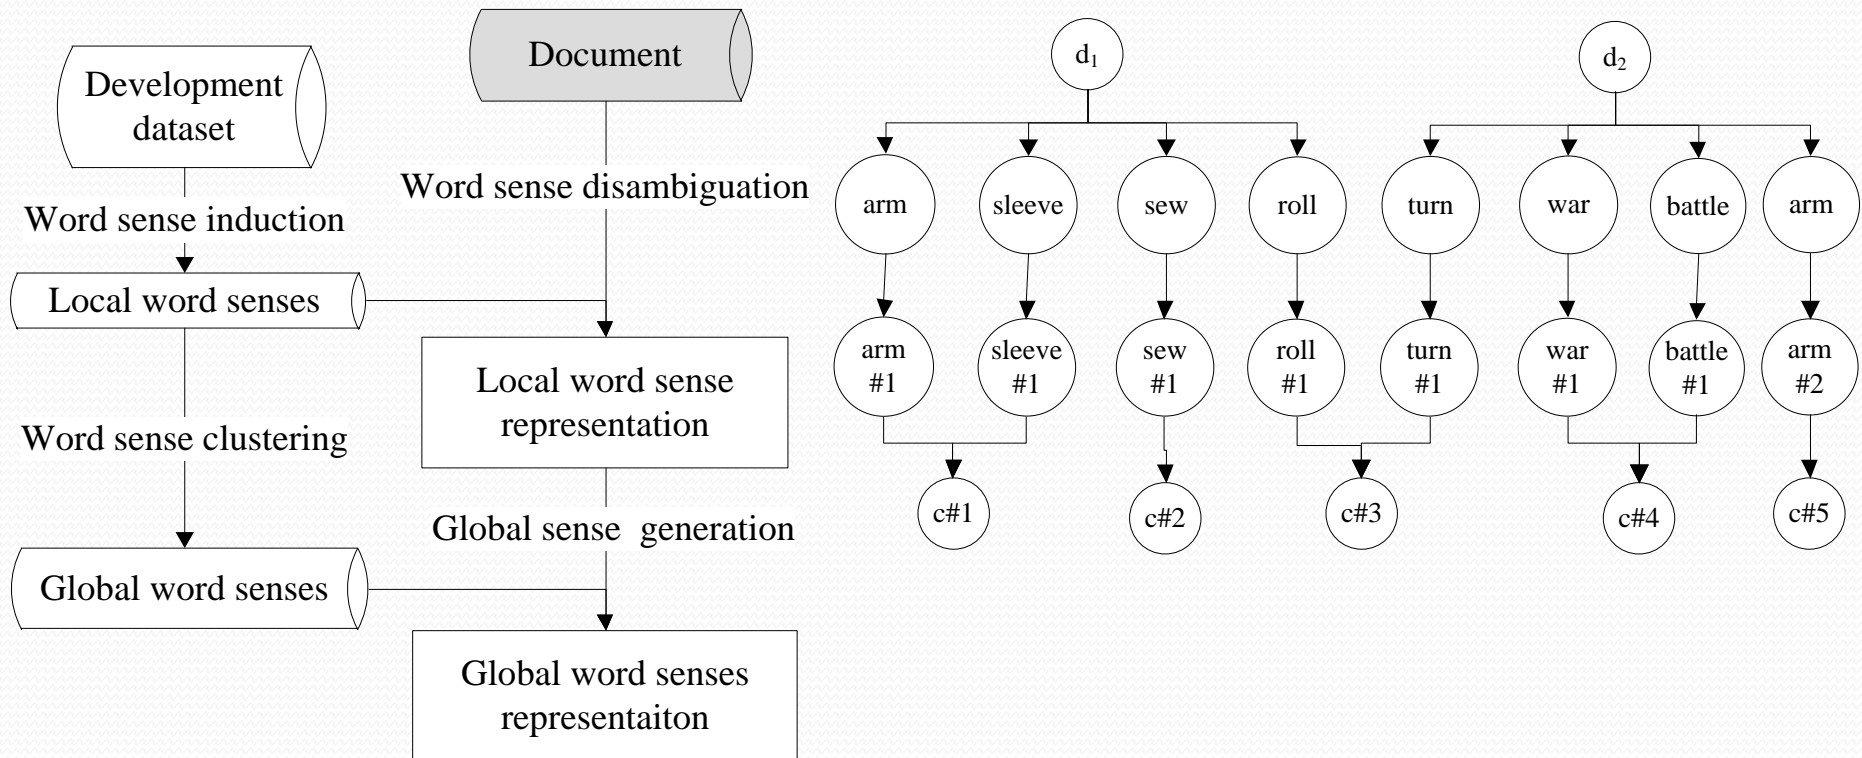 Development
dataset
Document
Word sense induction
Word sense disambiguation
Local word senses
Local word sense
representation
Word sense clustering
Global sense  generation
Global word senses
Global word senses
representaiton
d1
d2
arm
sleeve
sew
roll
turn
war
battle
arm
arm
#1
sleeve
#1
sew
#1
roll
#1
turn
#1
war
#1
battle
#1
arm
#2
c#1
c#2
c#3
c#4
c#5